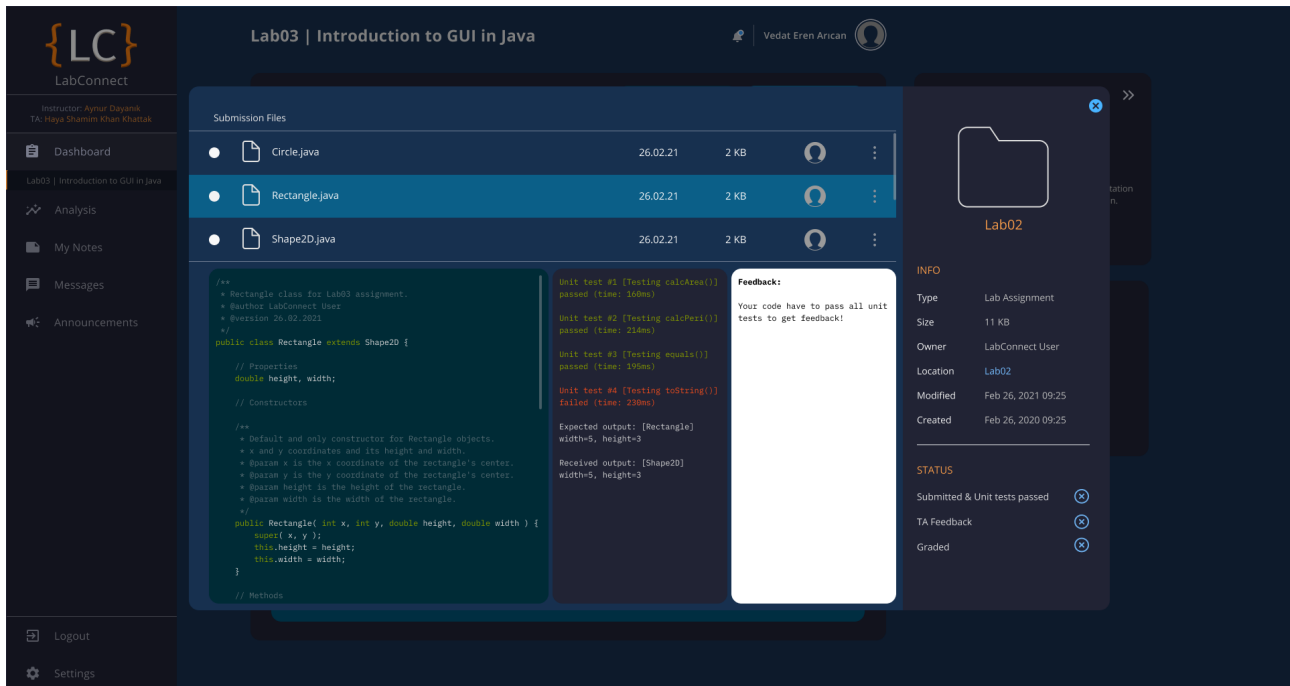 {LC}
LabConnect
Instructor: Aynur Dayanık
TA: Haya Shamim Khan Khattak
Dashboard
Lab03 | Introduction to GUI in Java
Analysis
My Notes
Messages
Announcements
Logout
Settings
Lab03 | Introduction to GUI in Java
Vedat Eren Arıcan
Submission Files
Circle.java 26.02.21 2 KB
Rectangle.java 26.02.21 2 KB
Shape2D.java 26.02.21 2 KB
/**
* Rectangle class for Lab03 assignment.
* @author LabConnect User
* @version 26.02.2021
*/
public class Rectangle extends Shape2D {
// Properties
double height, width;
// Constructors
/**
* Default and only constructor for Rectangle objects.
* x and y coordinates and its height and width.
* @param x is the x coordinate of the rectangle's center.
* @param y is the y coordinate of the rectangle's center.
* @param height is the height of the rectangle.
* @param width is the width of the rectangle.
*/
public Rectangle( int x, int y, double height, double width ) {
super( x, y );
this.height = height;
this.width = width;
}
// Methods
Unit test #1 [Testing calcArea()]
passed (time: 160ms)
Unit test #2 [Testing calcPeri()]
passed (time: 214ms)
Unit test #3 [Testing equals()]
passed (time: 195ms)
Unit test #4 [Testing toString()]
failed (time: 230ms)
Expected output: [Rectangle]
width=5, height=3
Received output: [Shape2D]
width=5, height=3
Feedback:
Your code have to pass all unit
tests to get feedback!
Lab02
INFO
Type Lab Assignment
Size 11 KB
Owner LabConnect User
Location Lab02
Modified Feb 26, 2021 09:25
Created Feb 26, 2020 09:25
STATUS
Submitted & Unit tests passed
TA Feedback
Graded
tation
n.